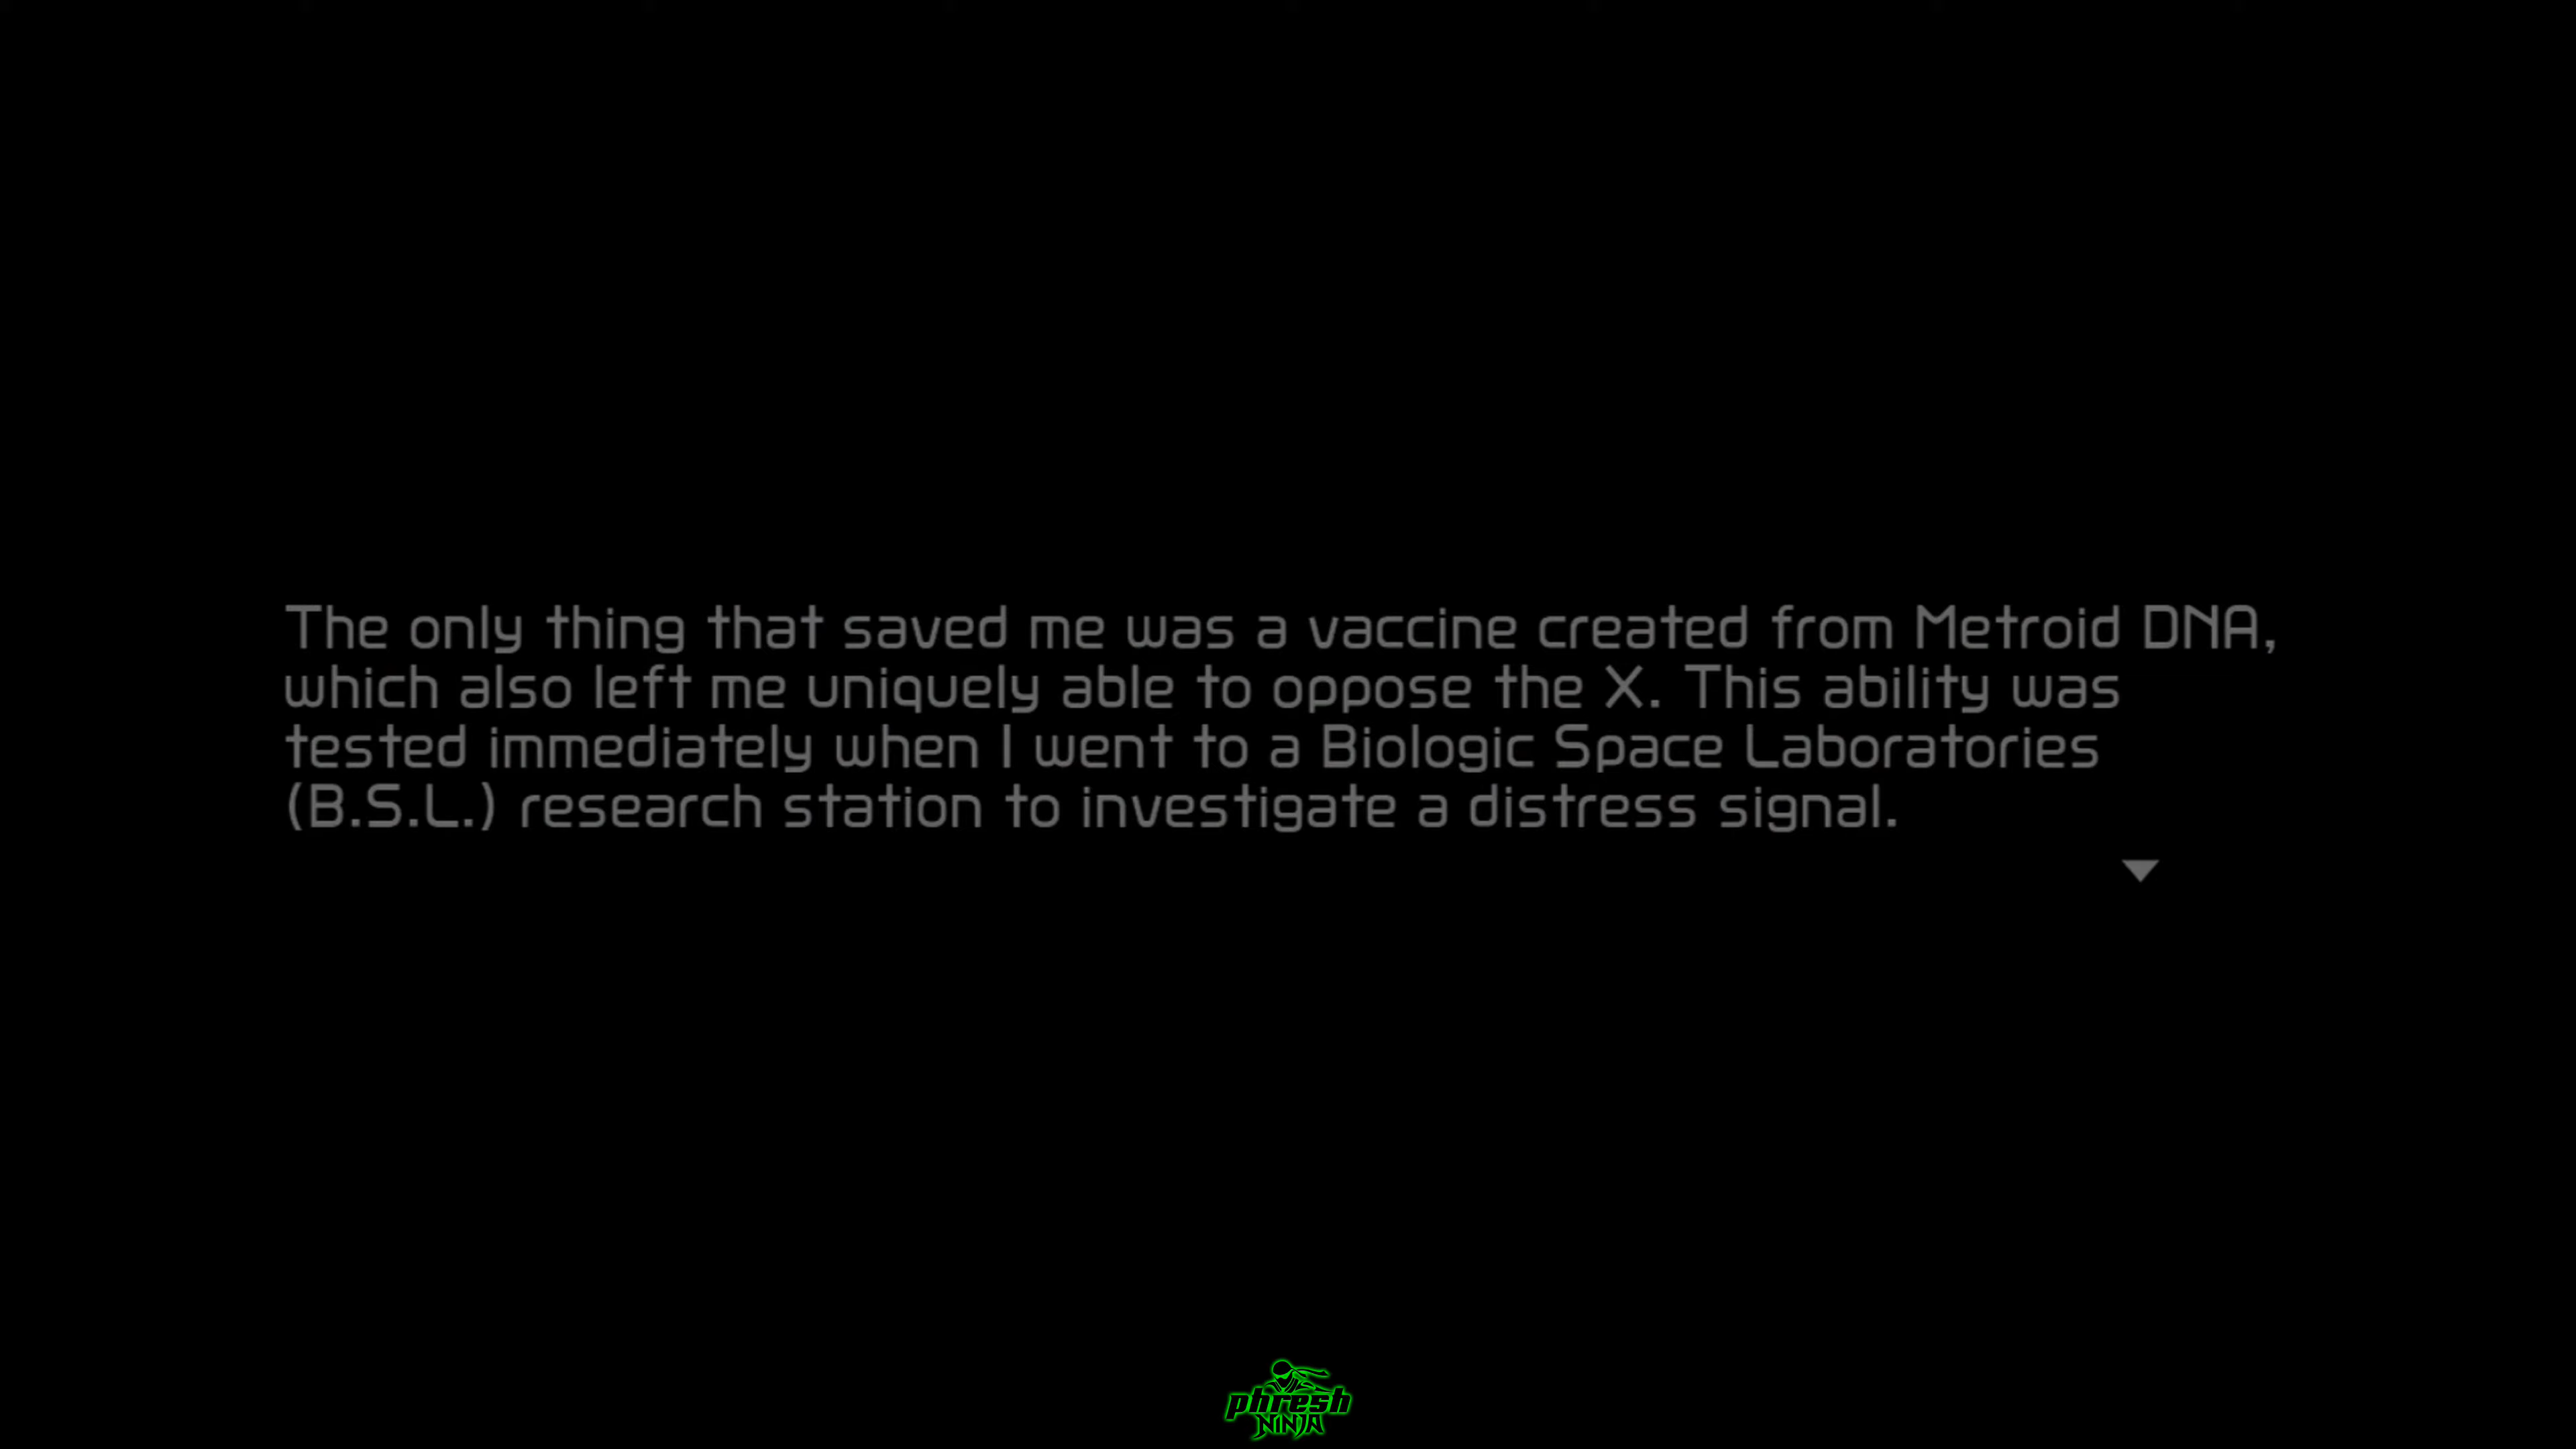 The only thing that saved me was a vaccine created from Metroid DNA,
which also left me uniquely able to oppose the X. This ability was
tested immediately when I went to a Biologic Space Laboratories
(B.S.L.) research station to investigate a distress signal.
phresh
NINJA